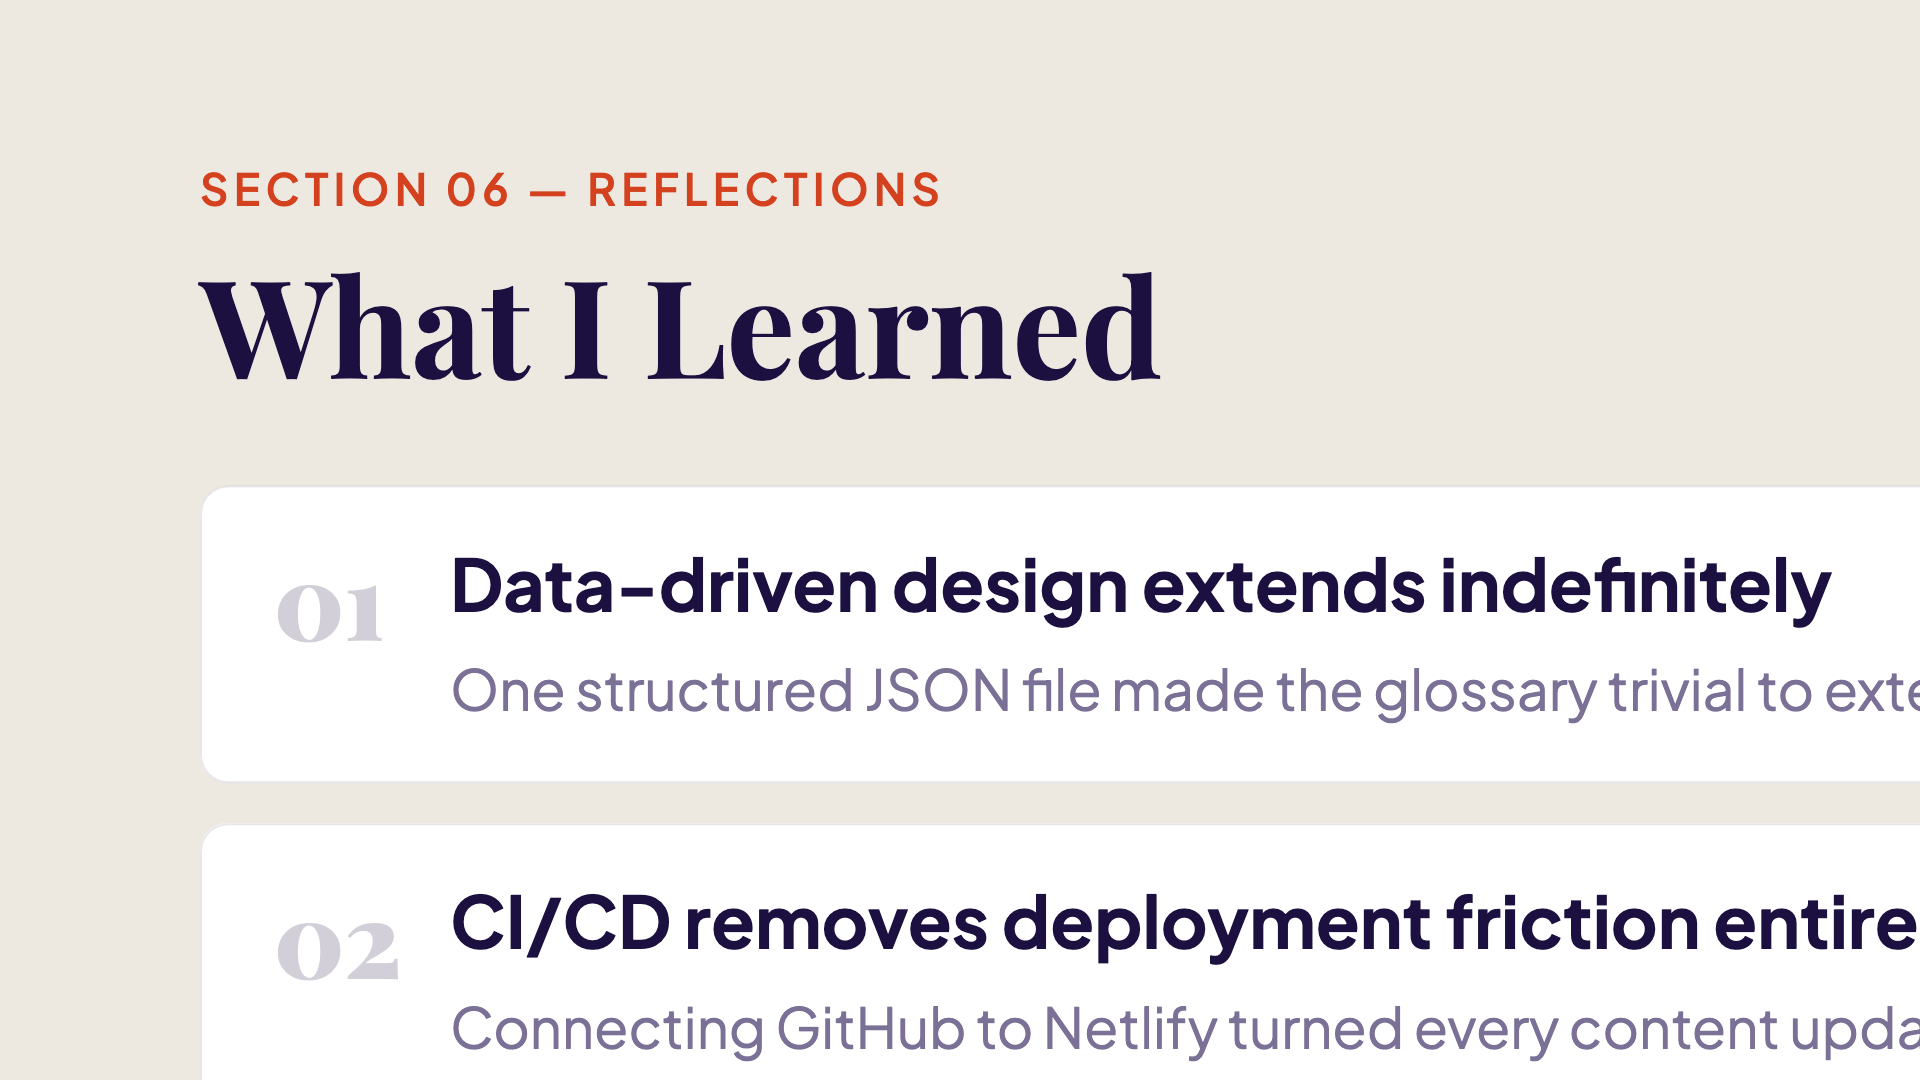 SECTION 06 — REFLECTIONS
What I Learned
01
Data-driven design extends indefinitely
One structured JSON file made the glossary trivial to
02
CI/CD removes deployment friction
Connecting GitHub to Netlify turned every content